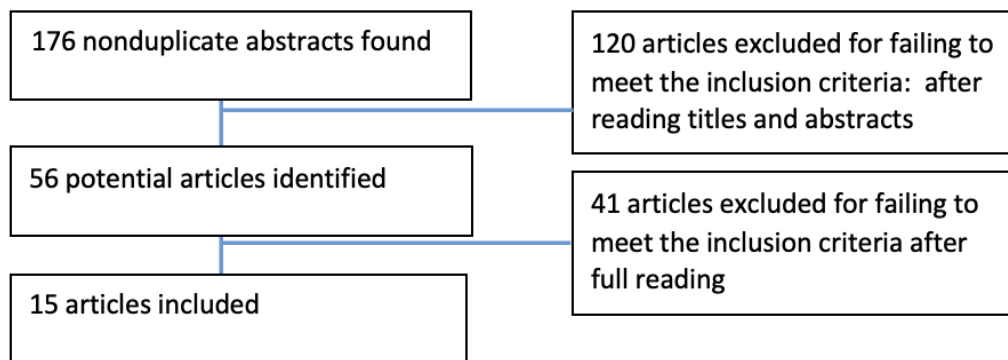 176 nonduplicate abstracts found
120 articles excluded for failing to
meet the inclusion criteria:  after
reading titles and abstracts
56 potential articles identified
41 articles excluded for failing to
meet the inclusion criteria after
full reading
15 articles included